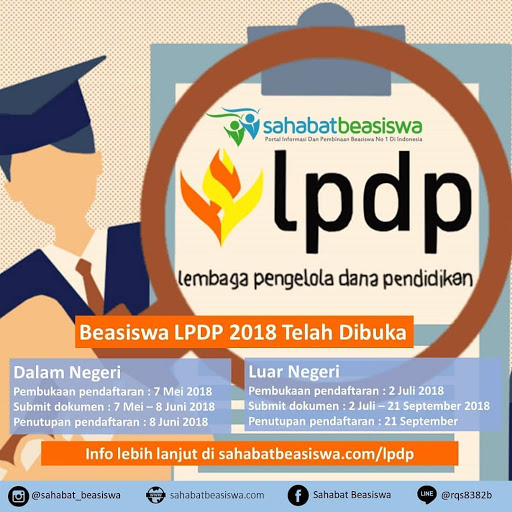 sahabatbeasiswa
Portal Informasi Dan Pembinaan Beasiswa No 1 Di Indonesia
lpdp
lembaga pengelola dana pendidikan
Beasiswa LPDP 2018 Telah Dibuka
Dalam Negeri
Pembukaan pendaftaran : 7 Mei 2018
Submit dokumen : 7 Mei – 8 Juni 2018
Penutupan pendaftaran : 8 Juni 2018
Luar Negeri
Pembukaan pendaftaran : 2 Juli 2018
Submit dokumen : 2 Juli – 21 September 2018
Penutupan pendaftaran : 21 September
Info lebih lanjut di sahabatbeasiswa.com/lpdp
@sahabat_beasiswa
www
sahabatbeasiswa.com
f
Sahabat Beasiswa
LINE
@rqs8382b